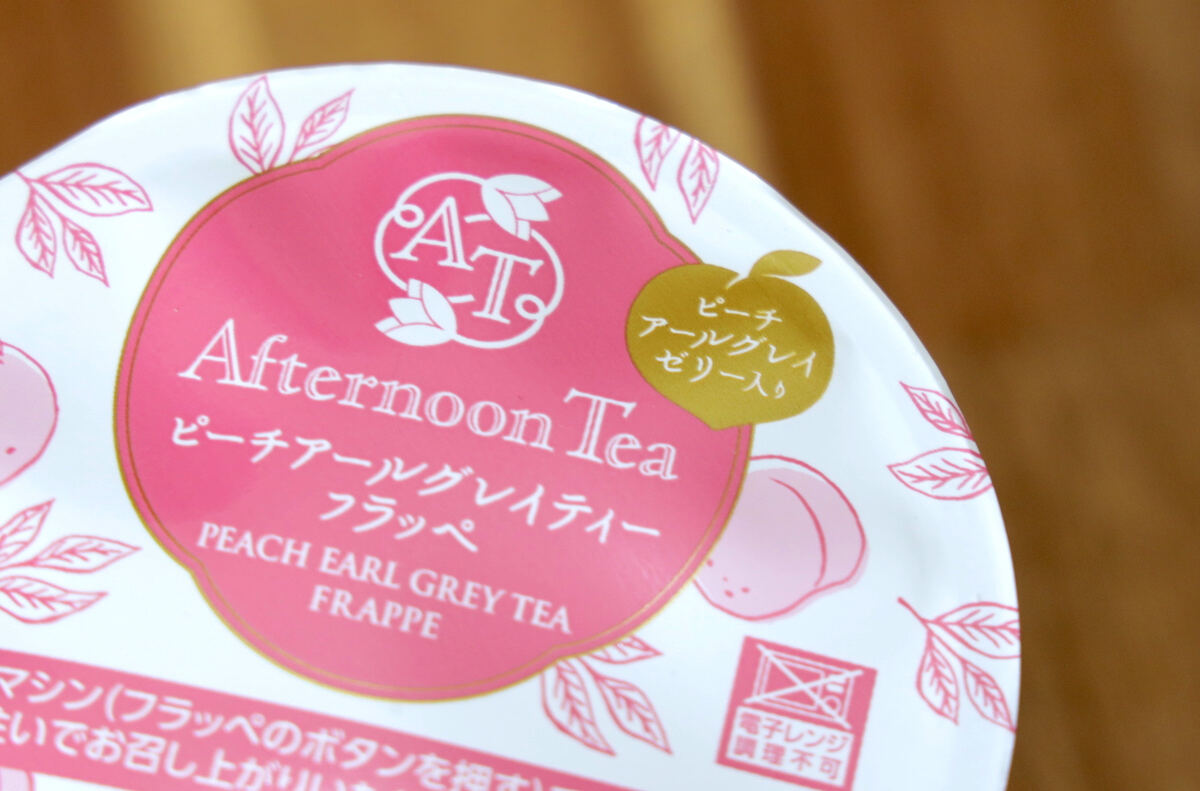 AT
Afternoon Tea
ピーチアールグレイティー
フラッペ
PEACH EARL GREY TEA
FRAPPE
ピーチ
アールグレイ
ゼリー入り
マシン(フラッペのボタンを押す)
でお召し上がり
電子レンジ
調理不可